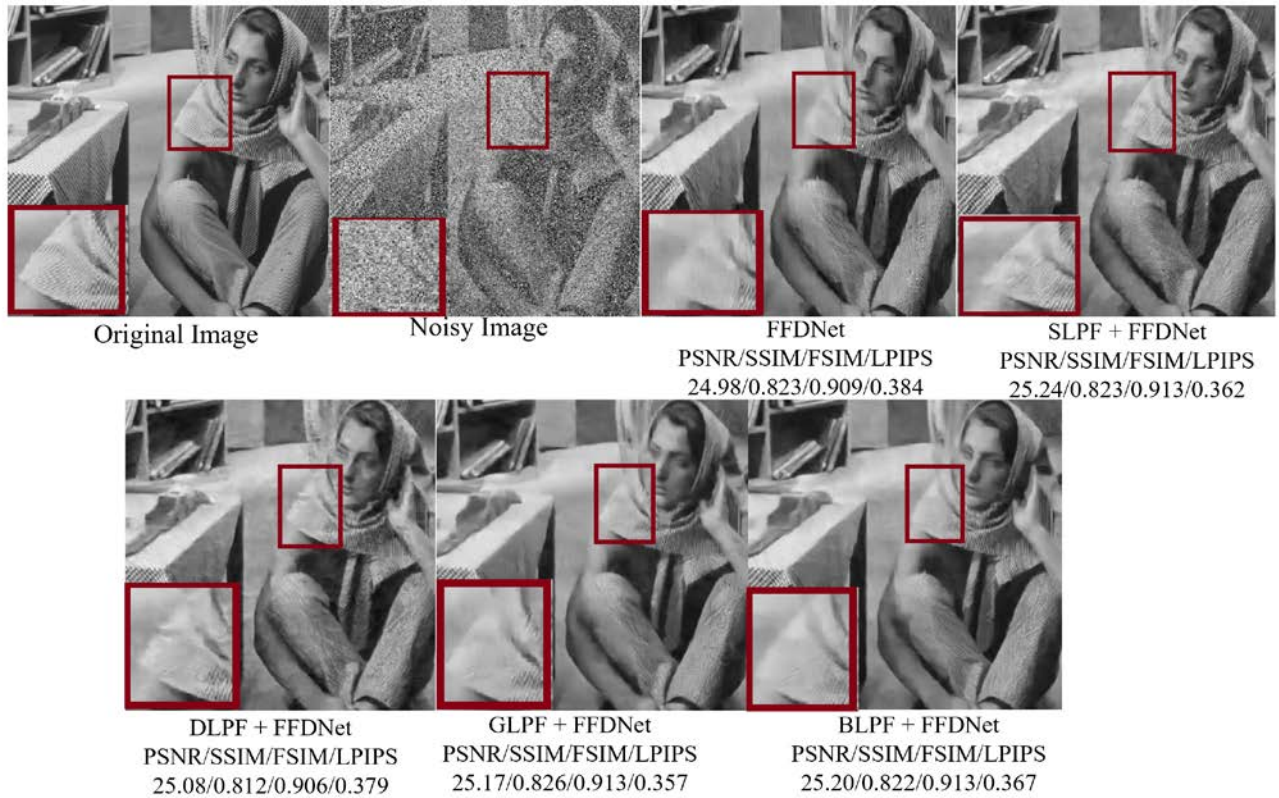 Original Image
Noisy Image
FFDNet
PSNR/SSIM/FSIM/LPIPS
24.98/0.823/0.909/0.384
SLPF + FFDNet
PSNR/SSIM/FSIM/LPIPS
25.24/0.823/0.913/0.362
DLPF + FFDNet
PSNR/SSIM/FSIM/LPIPS
25.08/0.812/0.906/0.379
GLPF + FFDNet
PSNR/SSIM/FSIM/LPIPS
25.17/0.826/0.913/0.357
BLPF + FFDNet
PSNR/SSIM/FSIM/LPIPS
25.20/0.822/0.913/0.367